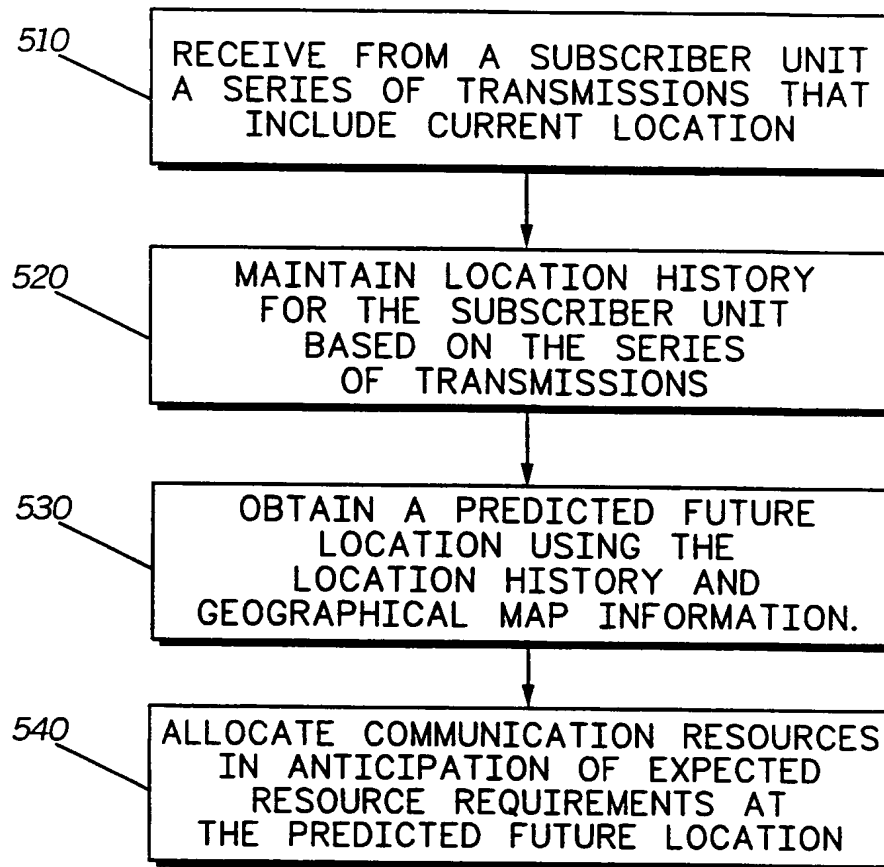 510
RECEIVE FROM A SUBSCRIBER UNIT
A SERIES OF TRANSMISSIONS THAT
INCLUDE CURRENT LOCATION
520
MAINTAIN LOCATION HISTORY
FOR THE SUBSCRIBER UNIT
BASED ON THE SERIES
OF TRANSMISSIONS
530
OBTAIN A PREDICTED FUTURE
LOCATION USING THE
LOCATION HISTORY AND
GEOGRAPHICAL MAP INFORMATION.
540
ALLOCATE COMMUNICATION RESOURCES
IN ANTICIPATION OF EXPECTED
RESOURCE REQUIREMENTS AT
THE PREDICTED FUTURE LOCATION